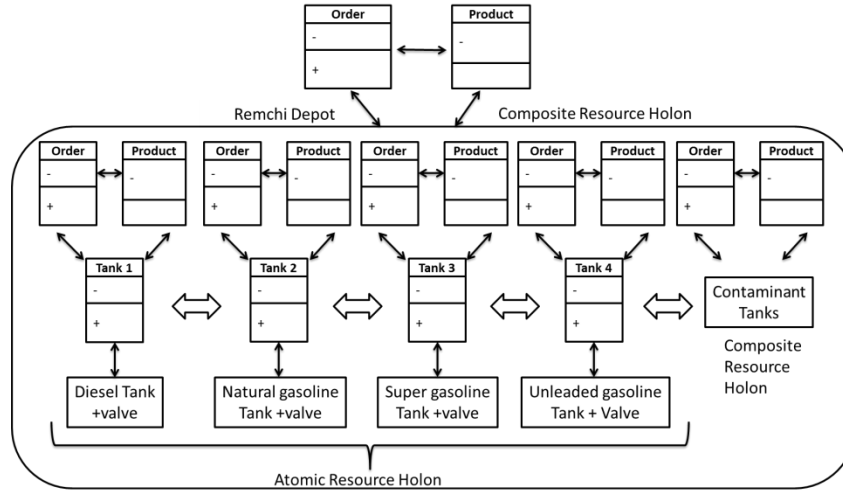 Order
Product
-
-
+
Remchi Depot
Composite Resource Holon
Order
Product
Order
Product
Order
Product
Order
Product
Order
Product
-
-
-
-
-
-
-
-
-
-
+
+
+
+
+
Tank 1
Tank 2
Tank 3
Tank 4
-
-
-
-
+
+
+
+
Contaminant
Tanks
Composite
Resource
Holon
Diesel Tank
+valve
Natural gasoline
Tank +valve
Super gasoline
Tank +valve
Unleaded gasoline
Tank + Valve
Atomic Resource Holon